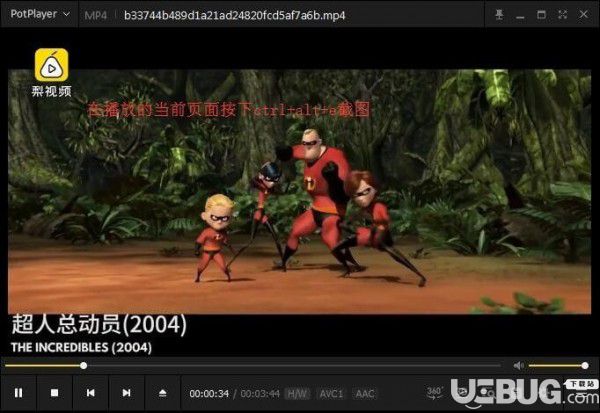 PotPlayer MP4 b33744b489d1a21ad24820fcd5af7a6b.mp4
梨视频
在播放的当前页面按下ctrl+alt+e截图
超人总动员(2004)
THE INCREDIBLES (2004)
00:00:34 / 00:03:44 H/W AVC1 AAC 360°
UEBUG
下载站
.com